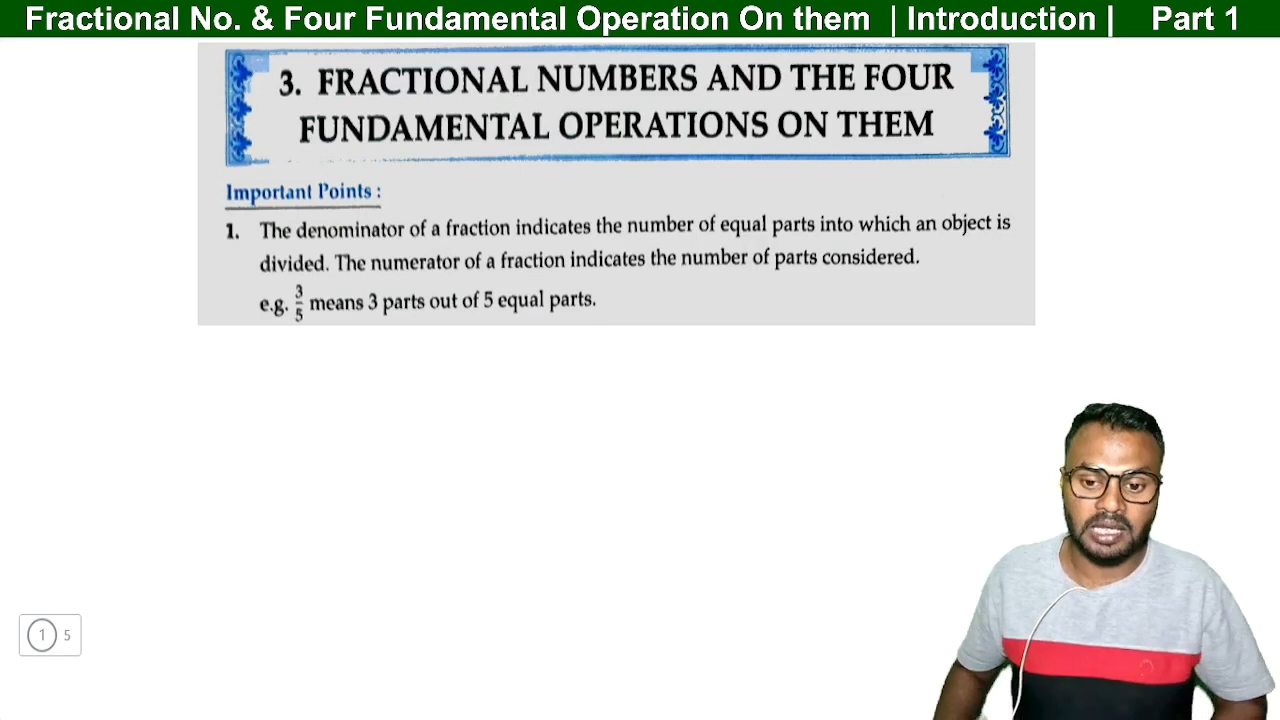 Fractional No. & Four Fundamental Operation On them | Introduction | Part 1
3. FRACTIONAL NUMBERS AND THE FOUR
FUNDAMENTAL OPERATIONS ON THEM
Important Points :
1. The denominator of a fraction indicates the number of equal parts into which an object is
divided. The numerator of a fraction indicates the number of parts considered.
e.g. 3/5 means 3 parts out of 5 equal parts.
1 5